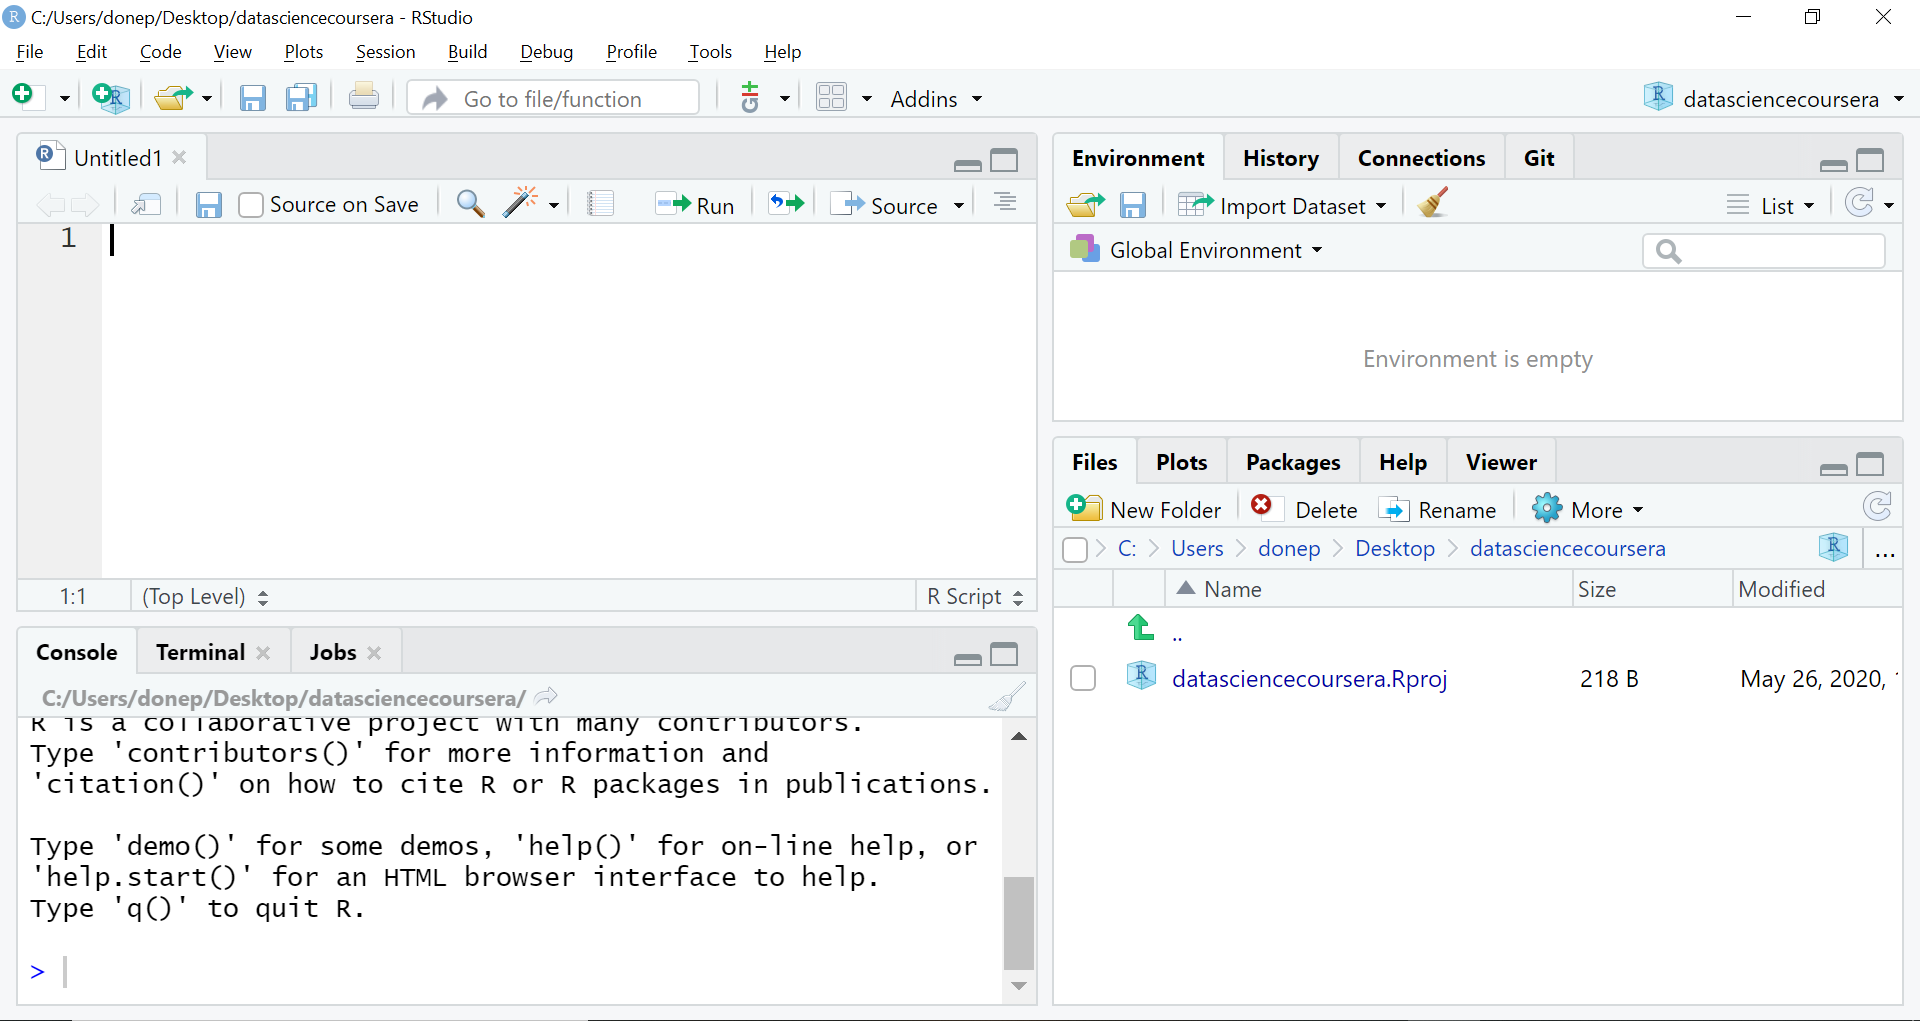 C:/Users/donep/Desktop/datasciencecoursera - RStudio
File Edit Code View Plots Session Build Debug Profile Tools Help
Go to file/function Addins datasciencecoursera
Untitled1
Source on Save Run Source
1
1:1 (Top Level) R Script
Console Terminal Jobs
C:/Users/donep/Desktop/datasciencecoursera/
R is a collaborative project with many contributors.
Type 'contributors()' for more information and
'citation()' on how to cite R or R packages in publications.
Type 'demo()' for some demos, 'help()' for on-line help, or
'help.start()' for an HTML browser interface to help.
Type 'q()' to quit R.
>
Environment History Connections Git
Import Dataset List
Global Environment
Environment is empty
Files Plots Packages Help Viewer
New Folder Delete Rename More
C: Users donep Desktop datasciencecoursera ...
Name Size Modified
..
datasciencecoursera.Rproj 218 B May 26, 2020,